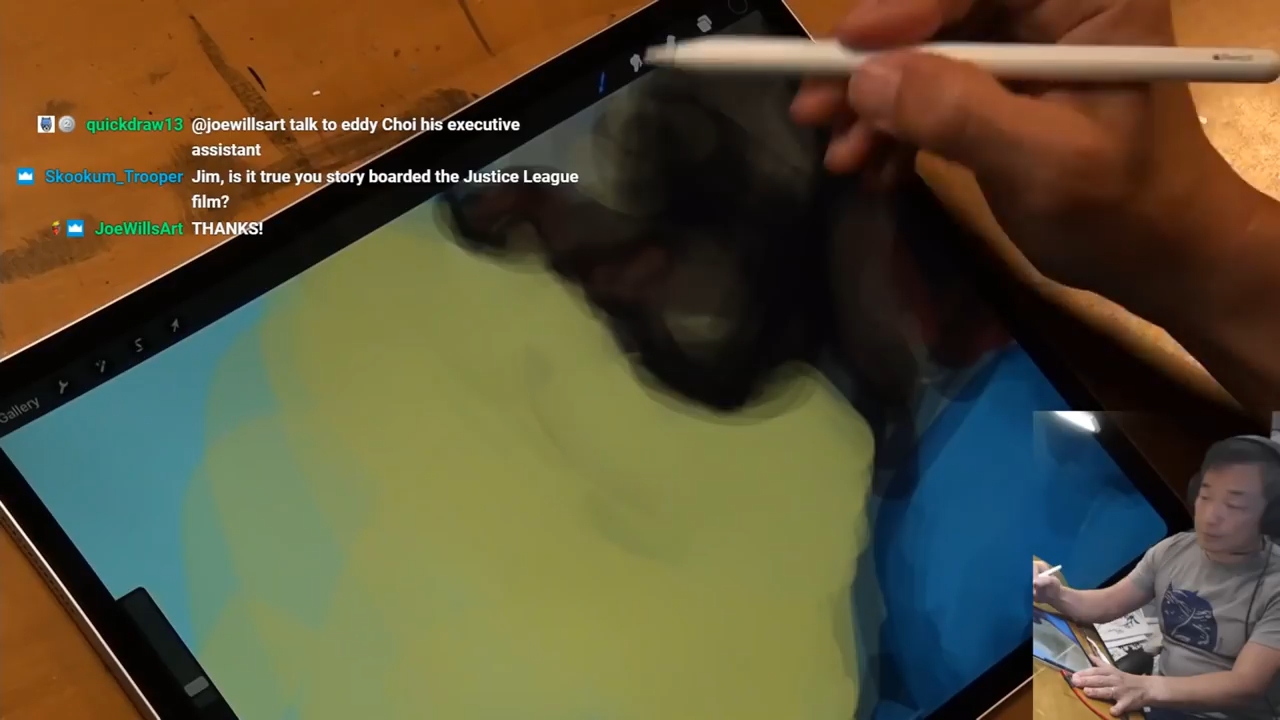 quickdraw13 @joewillsart talk to eddy Choi his executive
assistant
Skookum_Trooper Jim, is it true you story boarded the Justice League
film?
JoeWillsArt THANKS!
Gallery